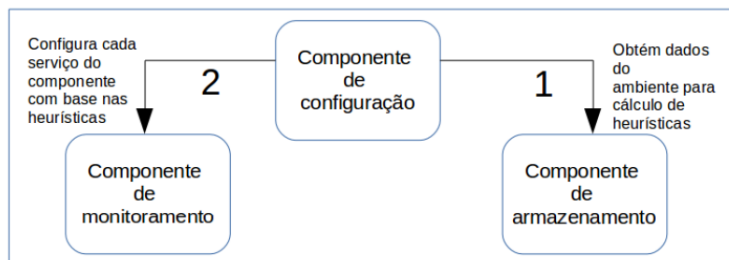 Configura cada
serviço do
componente
com base nas
heurísticas
2
Componente
de
configuração
1
Obtém dados
do
ambiente para
cálculo de
heurísticas
Componente
de
monitoramento
Componente
de
armazenamento